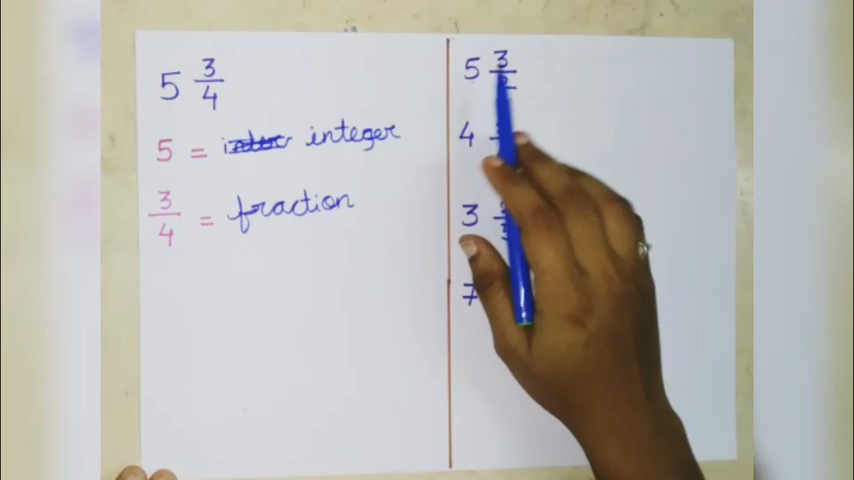 5 3/4
5 = integer
3/4 = fraction
5 3/
4
3
7